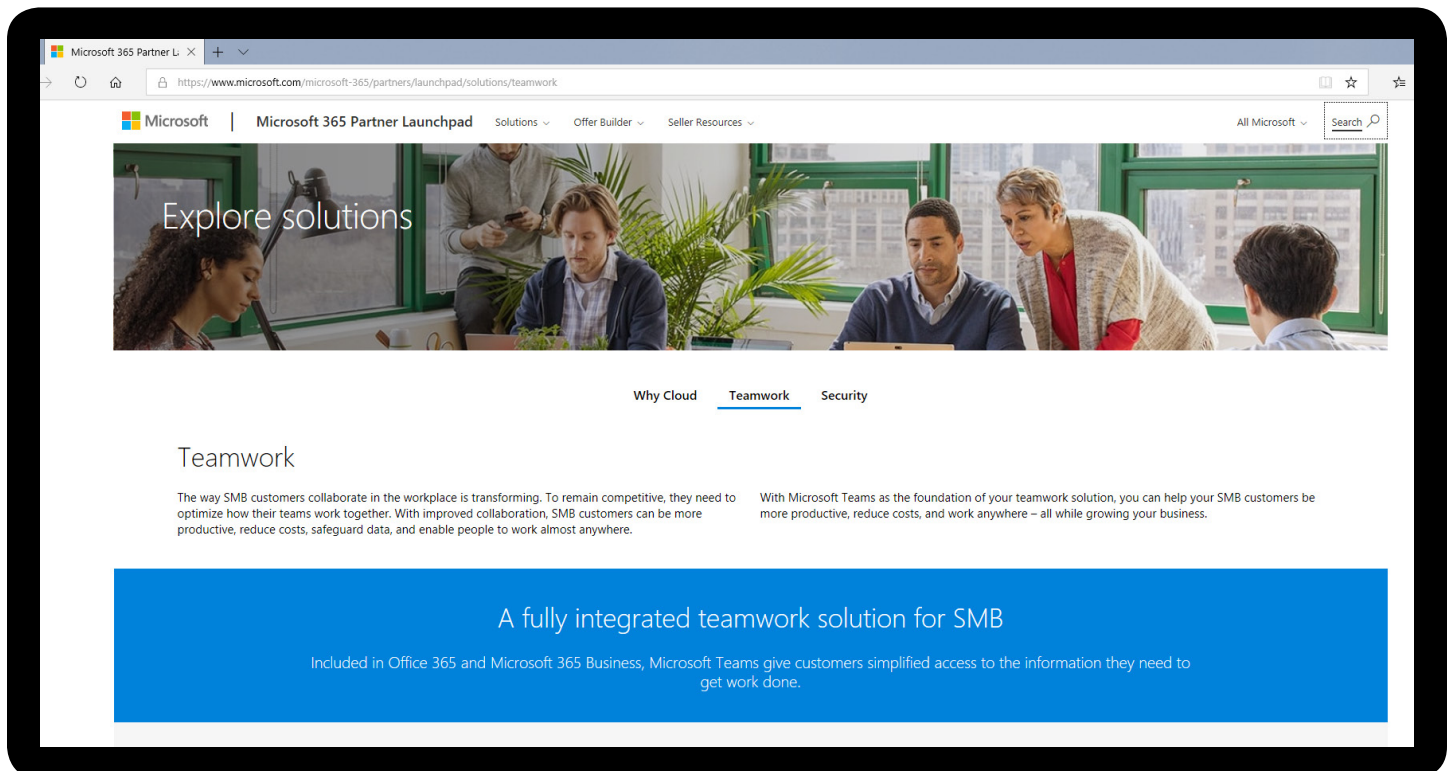 Microsoft 365 Partner L
https://www.microsoft.com/microsoft-365/partners/launchpad/solutions/teamwork
Microsoft Microsoft 365 Partner Launchpad Solutions Offer Builder Seller Resources All Microsoft Search
Explore solutions
Why Cloud Teamwork Security
Teamwork
The way SMB customers collaborate in the workplace is transforming. To remain competitive, they need to
optimize how their teams work together. With improved collaboration, SMB customers can be more
productive, reduce costs, safeguard data, and enable people to work almost anywhere.
With Microsoft Teams as the foundation of your teamwork solution, you can help your SMB customers be
more productive, reduce costs, and work anywhere – all while growing your business.
A fully integrated teamwork solution for SMB
Included in Office 365 and Microsoft 365 Business, Microsoft Teams give customers simplified access to the information they need to
get work done.